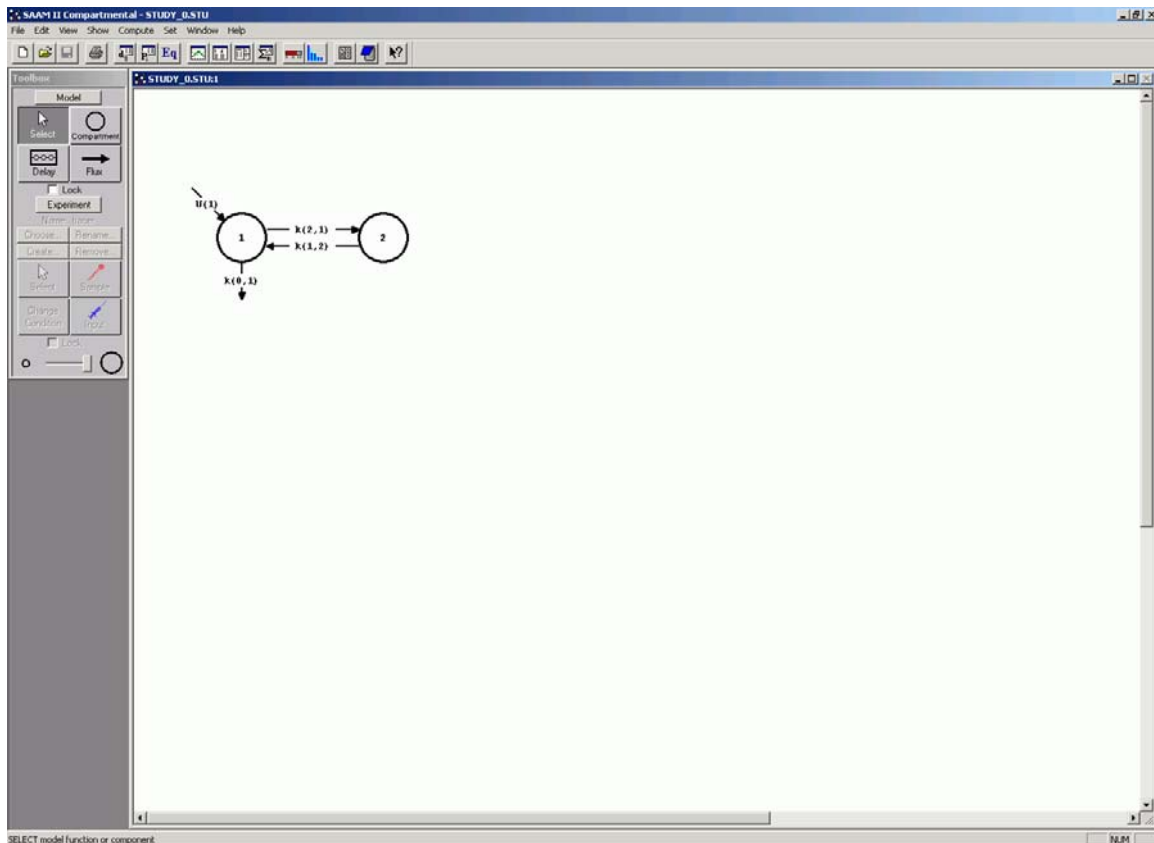 SAAM II Compartmental - STUDY_0.STU
File Edit View Show Compute Set Window Help
Eq
Toolbox
Model
Select Compartment
Delay Flux
Lock
Experiment
Choose... Rename...
Create... Remove...
Select Sample
Change Condition Input
Lock
STUDY_0.STU:1
U(1)
1
k(2,1)
k(1,2)
2
k(0,1)
SELECT model function or component
NUM